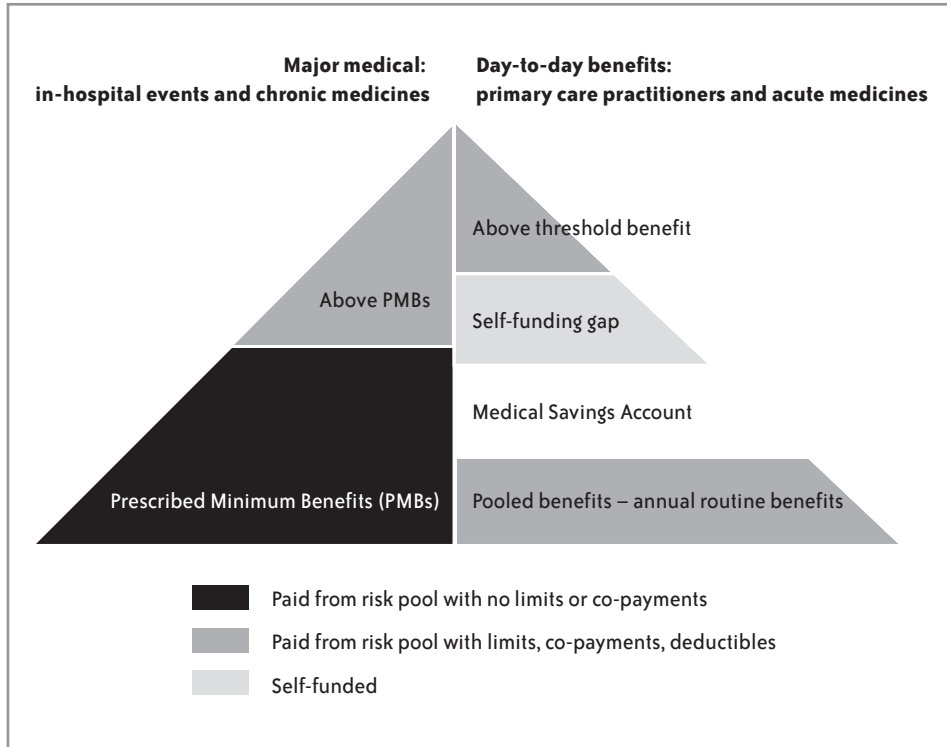 Major medical:
in-hospital events and chronic medicines
Day-to-day benefits:
primary care practitioners and acute medicines
Above threshold benefit
Above PMBs
Self-funding gap
Medical Savings Account
Prescribed Minimum Benefits (PMBs)
Pooled benefits – annual routine benefits
Paid from risk pool with no limits or co-payments
Paid from risk pool with limits, co-payments, deductibles
Self-funded